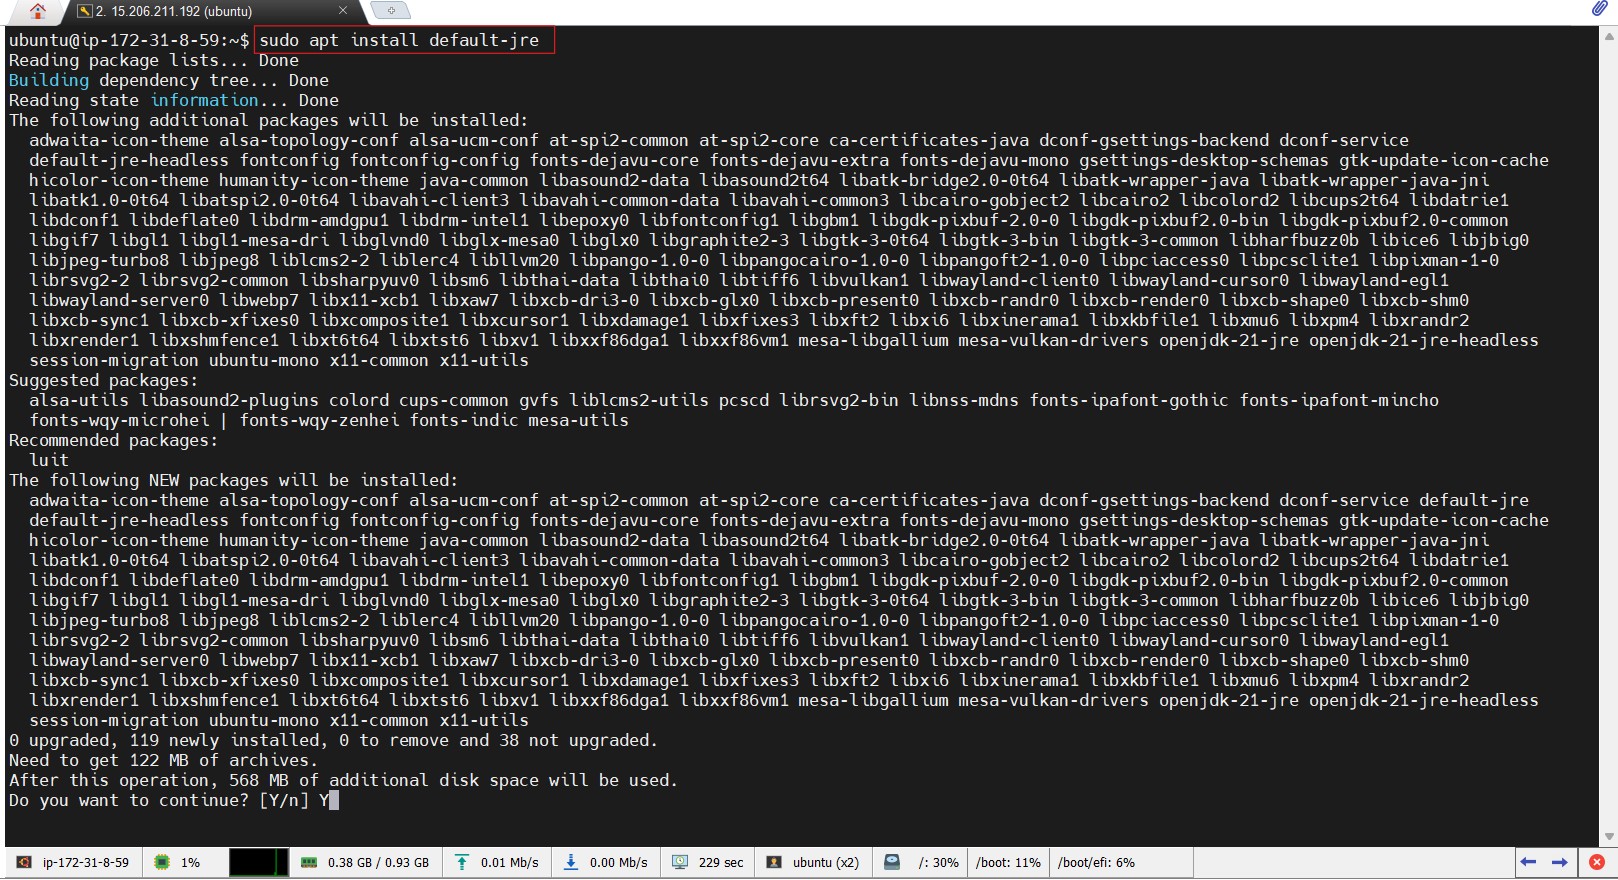 2. 15.206.211.192 (ubuntu)
ubuntu@ip-172-31-8-59:~$ sudo apt install default-jre
Reading package lists... Done
Building dependency tree... Done
Reading state information... Done
The following additional packages will be installed:
  adwaita-icon-theme alsa-topology-conf alsa-ucm-conf at-spi2-common at-spi2-core ca-certificates-java dconf-gsettings-backend dconf-service
  default-jre-headless fontconfig fontconfig-config fonts-dejavu-core fonts-dejavu-extra fonts-dejavu-mono gsettings-desktop-schemas gtk-update-icon-cache
  hicolor-icon-theme humanity-icon-theme java-common libasound2-data libasound2t64 libatk-bridge2.0-0t64 libatk-wrapper-java libatk-wrapper-java-jni
  libatk1.0-0t64 libatspi2.0-0t64 libavahi-client3 libavahi-common-data libavahi-common3 libcairo-gobject2 libcairo2 libcolord2 libcups2t64 libdatrie1
  libdconf1 libdeflate0 libdrm-amdgpu1 libdrm-intel1 libepoxy0 libfontconfig1 libgbm1 libgdk-pixbuf-2.0-0 libgdk-pixbuf2.0-bin libgdk-pixbuf2.0-common
  libgif7 libgl1 libgl1-mesa-dri libglvnd0 libglx-mesa0 libglx0 libgraphite2-3 libgtk-3-0t64 libgtk-3-bin libgtk-3-common libharfbuzz0b libice6 libjbig0
  libjpeg-turbo8 libjpeg8 liblcms2-2 liblerc4 libllvm20 libpango-1.0-0 libpangocairo-1.0-0 libpangoft2-1.0-0 libpciaccess0 libpcsclite1 libpixman-1-0
  librsvg2-2 librsvg2-common libsharpyuv0 libsm6 libthai-data libthai0 libtiff6 libvulkan1 libwayland-client0 libwayland-cursor0 libwayland-egl1
  libwayland-server0 libwebp7 libx11-xcb1 libxaw7 libxcb-dri3-0 libxcb-glx0 libxcb-present0 libxcb-randr0 libxcb-render0 libxcb-shape0 libxcb-shm0
  libxcb-sync1 libxcb-xfixes0 libxcomposite1 libxcursor1 libxdamage1 libxfixes3 libxft2 libxi6 libxinerama1 libxkbfile1 libxmu6 libxpm4 libxrandr2
  libxrender1 libxshmfence1 libxt6t64 libxtst6 libxv1 libxxf86dga1 libxxf86vm1 mesa-libgallium mesa-vulkan-drivers openjdk-21-jre openjdk-21-jre-headless
  session-migration ubuntu-mono x11-common x11-utils
Suggested packages:
  alsa-utils libasound2-plugins colord cups-common gvfs liblcms2-utils pcscd librsvg2-bin libnss-mdns fonts-ipafont-gothic fonts-ipafont-mincho
  fonts-wqy-microhei | fonts-wqy-zenhei fonts-indic mesa-utils
Recommended packages:
  luit
The following NEW packages will be installed:
  adwaita-icon-theme alsa-topology-conf alsa-ucm-conf at-spi2-common at-spi2-core ca-certificates-java dconf-gsettings-backend dconf-service default-jre
  default-jre-headless fontconfig fontconfig-config fonts-dejavu-core fonts-dejavu-extra fonts-dejavu-mono gsettings-desktop-schemas gtk-update-icon-cache
  hicolor-icon-theme humanity-icon-theme java-common libasound2-data libasound2t64 libatk-bridge2.0-0t64 libatk-wrapper-java libatk-wrapper-java-jni
  libatk1.0-0t64 libatspi2.0-0t64 libavahi-client3 libavahi-common-data libavahi-common3 libcairo-gobject2 libcairo2 libcolord2 libcups2t64 libdatrie1
  libdconf1 libdeflate0 libdrm-amdgpu1 libdrm-intel1 libepoxy0 libfontconfig1 libgbm1 libgdk-pixbuf-2.0-0 libgdk-pixbuf2.0-bin libgdk-pixbuf2.0-common
  libgif7 libgl1 libgl1-mesa-dri libglvnd0 libglx-mesa0 libglx0 libgraphite2-3 libgtk-3-0t64 libgtk-3-bin libgtk-3-common libharfbuzz0b libice6 libjbig0
  libjpeg-turbo8 libjpeg8 liblcms2-2 liblerc4 libllvm20 libpango-1.0-0 libpangocairo-1.0-0 libpangoft2-1.0-0 libpciaccess0 libpcsclite1 libpixman-1-0
  librsvg2-2 librsvg2-common libsharpyuv0 libsm6 libthai-data libthai0 libtiff6 libvulkan1 libwayland-client0 libwayland-cursor0 libwayland-egl1
  libwayland-server0 libwebp7 libx11-xcb1 libxaw7 libxcb-dri3-0 libxcb-glx0 libxcb-present0 libxcb-randr0 libxcb-render0 libxcb-shape0 libxcb-shm0
  libxcb-sync1 libxcb-xfixes0 libxcomposite1 libxcursor1 libxdamage1 libxfixes3 libxft2 libxi6 libxinerama1 libxkbfile1 libxmu6 libxpm4 libxrandr2
  libxrender1 libxshmfence1 libxt6t64 libxtst6 libxv1 libxxf86dga1 libxxf86vm1 mesa-libgallium mesa-vulkan-drivers openjdk-21-jre openjdk-21-jre-headless
  session-migration ubuntu-mono x11-common x11-utils
0 upgraded, 119 newly installed, 0 to remove and 38 not upgraded.
Need to get 122 MB of archives.
After this operation, 568 MB of additional disk space will be used.
Do you want to continue? [Y/n] Y
ip-172-31-8-59 1% 0.38 GB / 0.93 GB 0.01 Mb/s 0.00 Mb/s 229 sec ubuntu (x2) /: 30% /boot: 11% /boot/efi: 6%